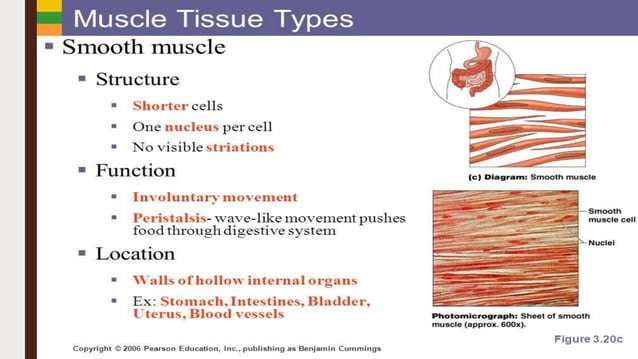 Muscle Tissue Types
Smooth muscle
Structure
Shorter cells
One nucleus per cell
No visible striations
Function
Involuntary movement
Peristalsis- wave-like movement pushes
food through digestive system
Location
Walls of hollow internal organs
Ex: Stomach, Intestines, Bladder,
Uterus, Blood vessels
(c) Diagram: Smooth muscle
Smooth
muscle cell
Nuclei
Photomicrograph: Sheet of smooth
muscle (approx. 600x).
Figure 3.20c
Copyright © 2006 Pearson Education, Inc., publishing as Benjamin Cummings